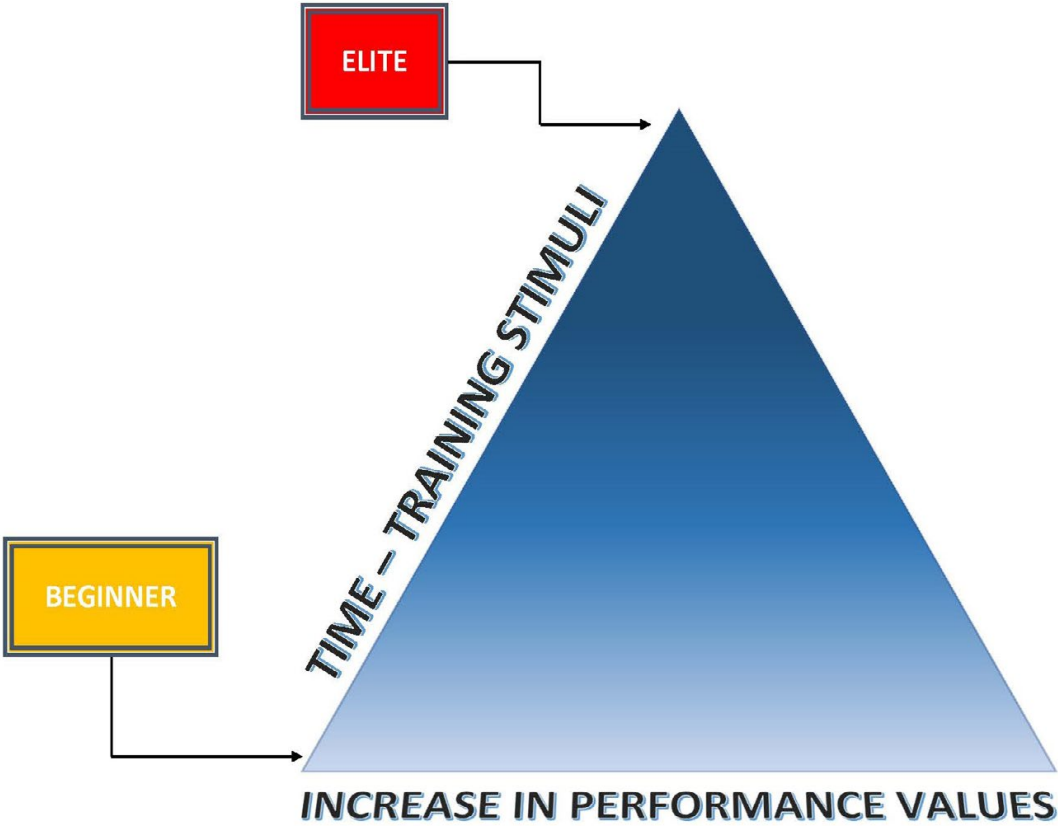 ELITE
TIME – TRAINING STIMULI
BEGINNER
INCREASE IN PERFORMANCE VALUES